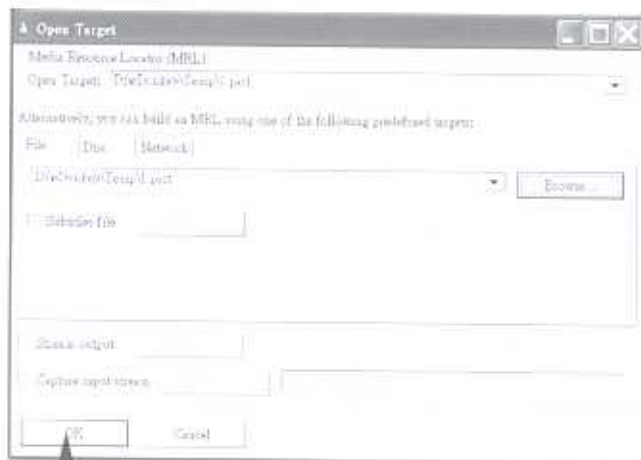 Open Target
Media Resource Locator (MRL)
Open Target:
Alternatively, you can build an MRL using one of the following predefined targets:
File Disc Network
Browse...
Subtitles file
Stream output
Capture input stream
OK Cancel